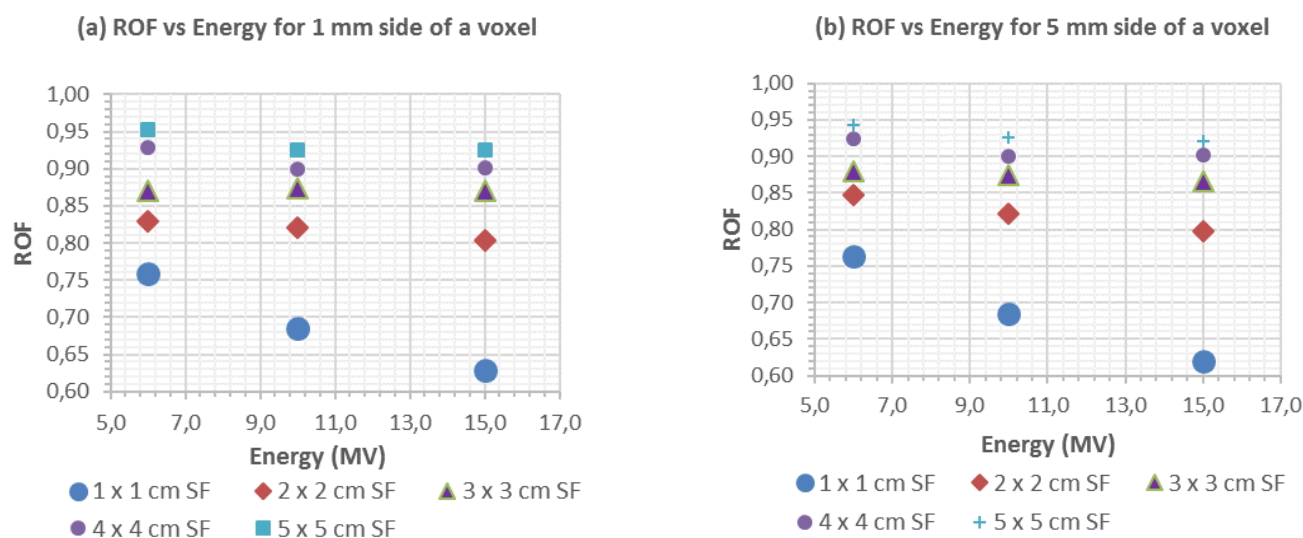 (a) ROF vs Energy for 1 mm side of a voxel
1,00
0,95
0,90
0,85
0,80
0,75
0,70
0,65
0,60
ROF
5,0 7,0 9,0 11,0 13,0 15,0 17,0
Energy (MV)
1 x 1 cm SF 2 x 2 cm SF 3 x 3 cm SF
4 x 4 cm SF 5 x 5 cm SF
(b) ROF vs Energy for 5 mm side of a voxel
1,00
0,95
0,90
0,85
0,80
0,75
0,70
0,65
0,60
ROF
5,0 7,0 9,0 11,0 13,0 15,0 17,0
Energy (MV)
1 x 1 cm SF 2 x 2 cm SF 3 x 3 cm SF
4 x 4 cm SF 5 x 5 cm SF